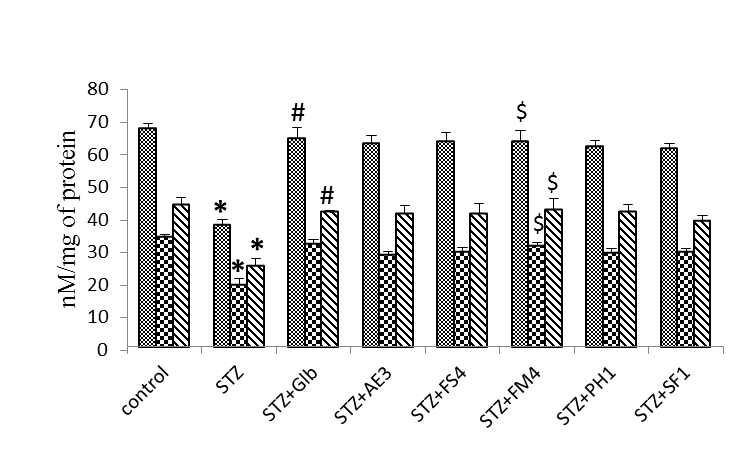 nM/mg of protein
80
70
60
50
40
30
20
10
0
* * *
# #
$ $ $
control
STZ
STZ+Glb
STZ+AE3
STZ+FS4
STZ+FM4
STZ+PH1
STZ+SF1